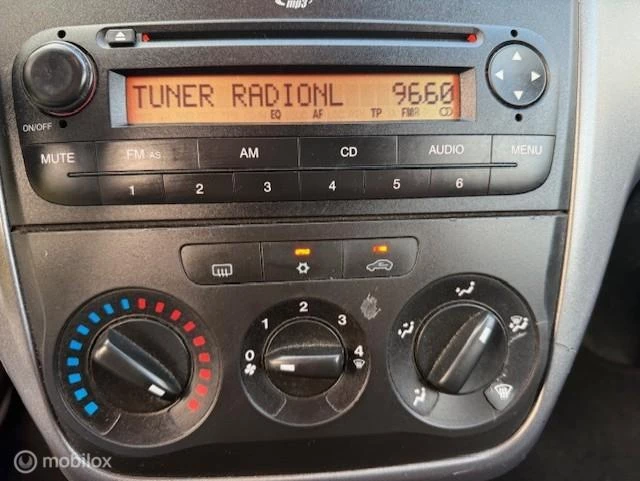 mp3
TUNER RADIONL 96.60
EQ AF TP FM
ON/OFF
MUTE FM AS AM CD AUDIO MENU
1 2 3 4 5 6
0 1 2 3 4
mobilox